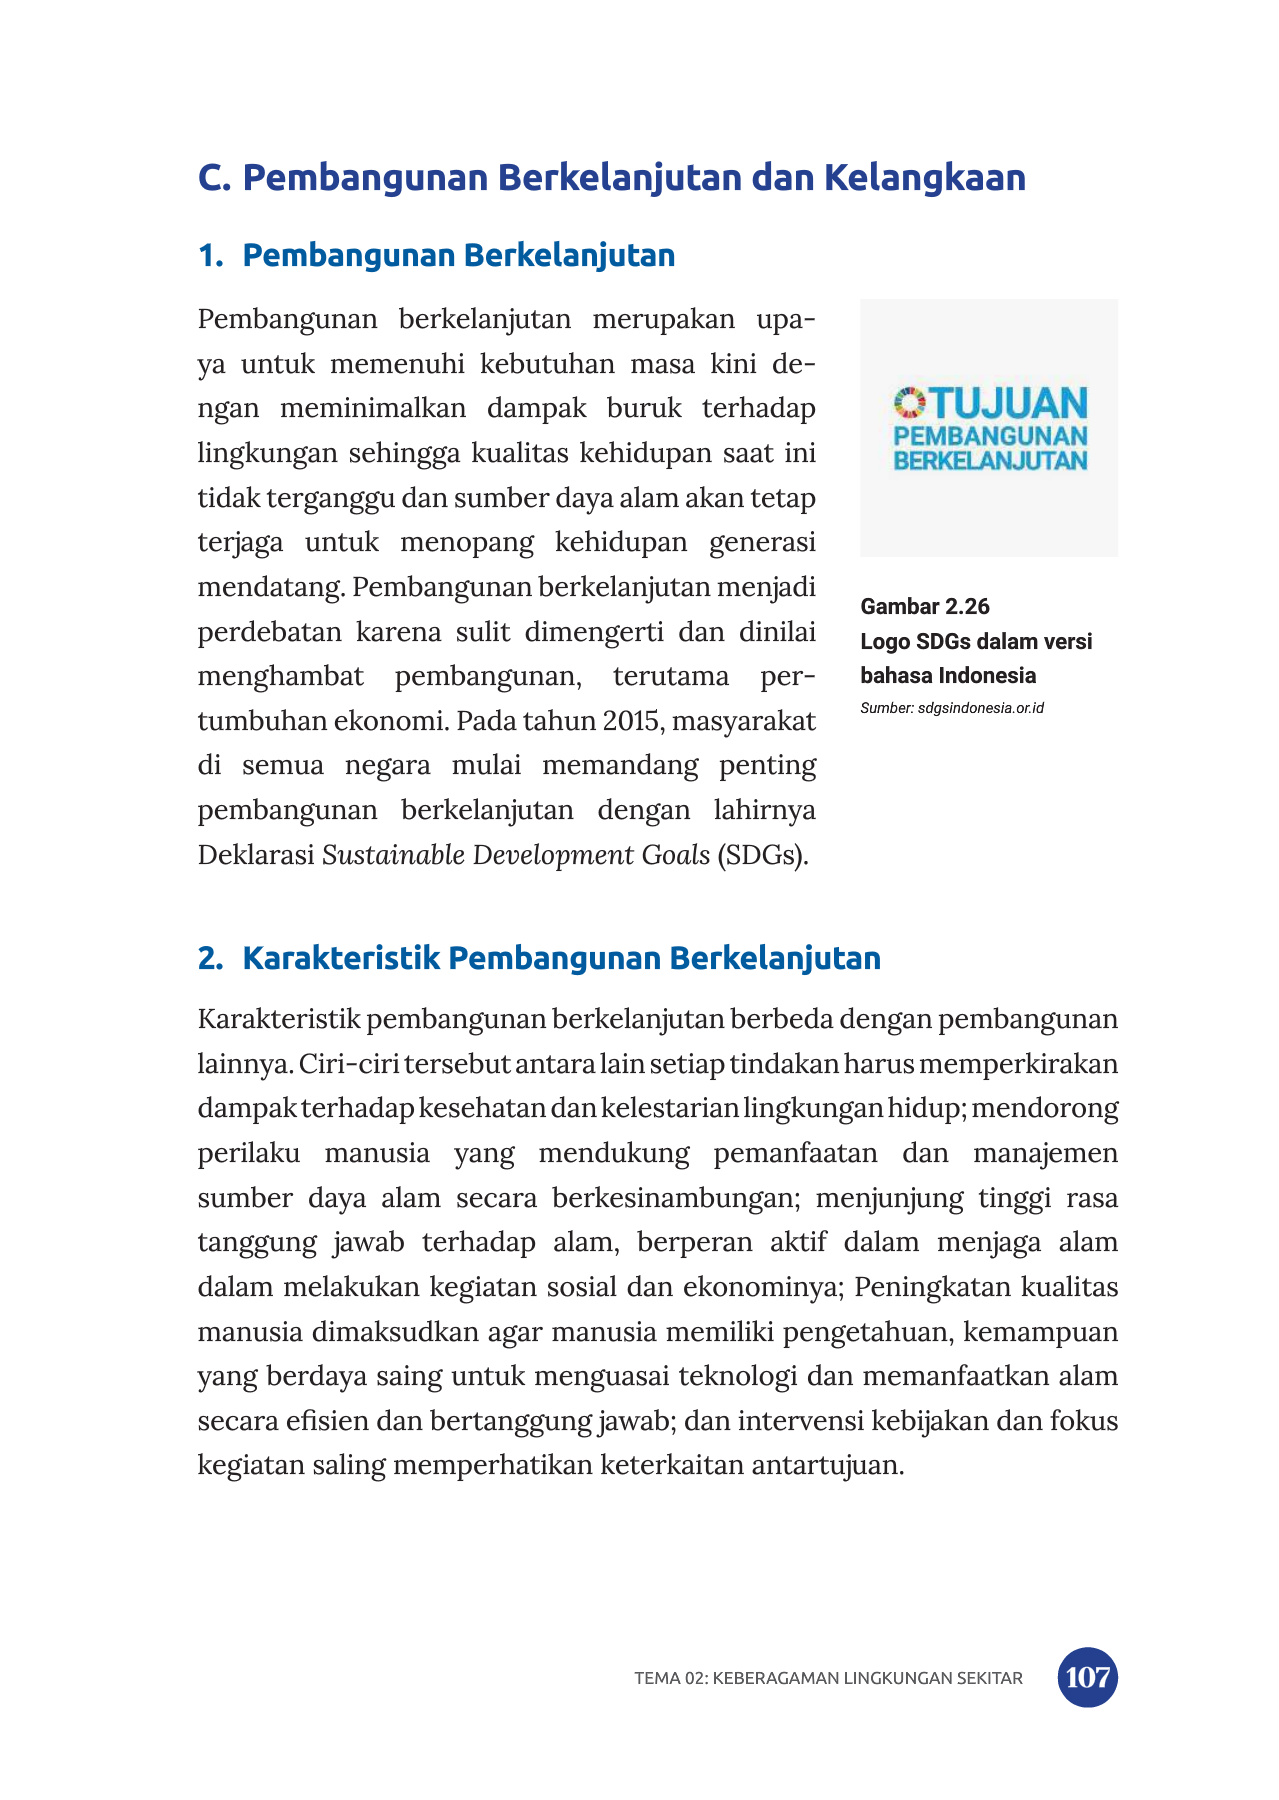 C. Pembangunan Berkelanjutan dan Kelangkaan
1. Pembangunan Berkelanjutan
Pembangunan berkelanjutan merupakan upa-
ya untuk memenuhi kebutuhan masa kini de-
ngan meminimalkan dampak buruk terhadap
lingkungan sehingga kualitas kehidupan saat ini
tidak terganggu dan sumber daya alam akan tetap
terjaga untuk menopang kehidupan generasi
mendatang. Pembangunan berkelanjutan menjadi
perdebatan karena sulit dimengerti dan dinilai
menghambat pembangunan, terutama per-
tumbuhan ekonomi. Pada tahun 2015, masyarakat
di semua negara mulai memandang penting
pembangunan berkelanjutan dengan lahirnya
Deklarasi Sustainable Development Goals (SDGs).
TUJUAN
PEMBANGUNAN
BERKELANJUTAN
Gambar 2.26
Logo SDGs dalam versi
bahasa Indonesia
Sumber: sdgsindonesia.or.id
2. Karakteristik Pembangunan Berkelanjutan
Karakteristik pembangunan berkelanjutan berbeda dengan pembangunan
lainnya. Ciri-ciri tersebut antara lain setiap tindakan harus memperkirakan
dampak terhadap kesehatan dan kelestarian lingkungan hidup; mendorong
perilaku manusia yang mendukung pemanfaatan dan manajemen
sumber daya alam secara berkesinambungan; menjunjung tinggi rasa
tanggung jawab terhadap alam, berperan aktif dalam menjaga alam
dalam melakukan kegiatan sosial dan ekonominya; Peningkatan kualitas
manusia dimaksudkan agar manusia memiliki pengetahuan, kemampuan
yang berdaya saing untuk menguasai teknologi dan memanfaatkan alam
secara efisien dan bertanggung jawab; dan intervensi kebijakan dan fokus
kegiatan saling memperhatikan keterkaitan antartujuan.
TEMA 02: KEBERAGAMAN LINGKUNGAN SEKITAR
107